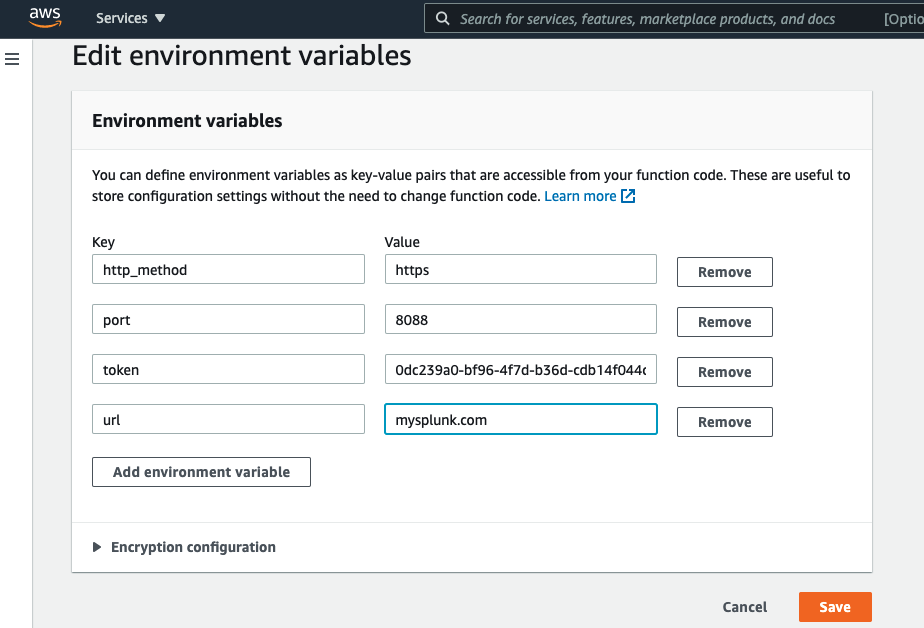 aws Services ▼ Search for services, features, marketplace products, and docs [Optio
Edit environment variables
Environment variables
You can define environment variables as key-value pairs that are accessible from your function code. These are useful to
store configuration settings without the need to change function code. Learn more
Key Value
http_method https Remove
port 8088 Remove
token 0dc239a0-bf96-4f7d-b36d-cdb14f044c Remove
url mysplunk.com Remove
Add environment variable
Encryption configuration
Cancel Save